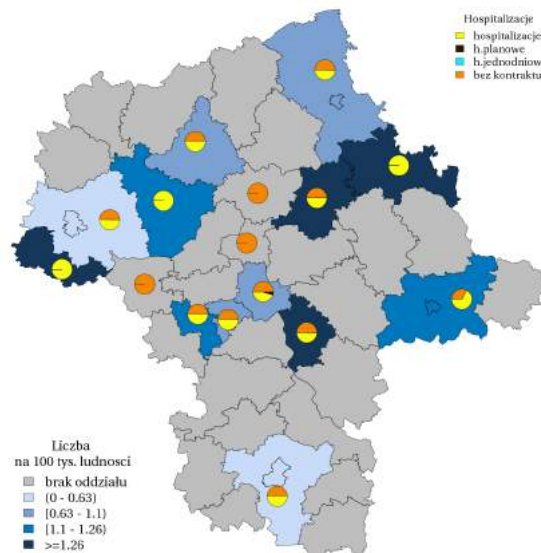 Hospitalizacje
hospitalizacje
h.planowe
h.jednodniowe
bez kontraktu
Liczba
na 100 tys. ludnosci
brak oddziału
(0 - 0.63)
[0.63 - 1.1)
[1.1 - 1.26)
>=1.26